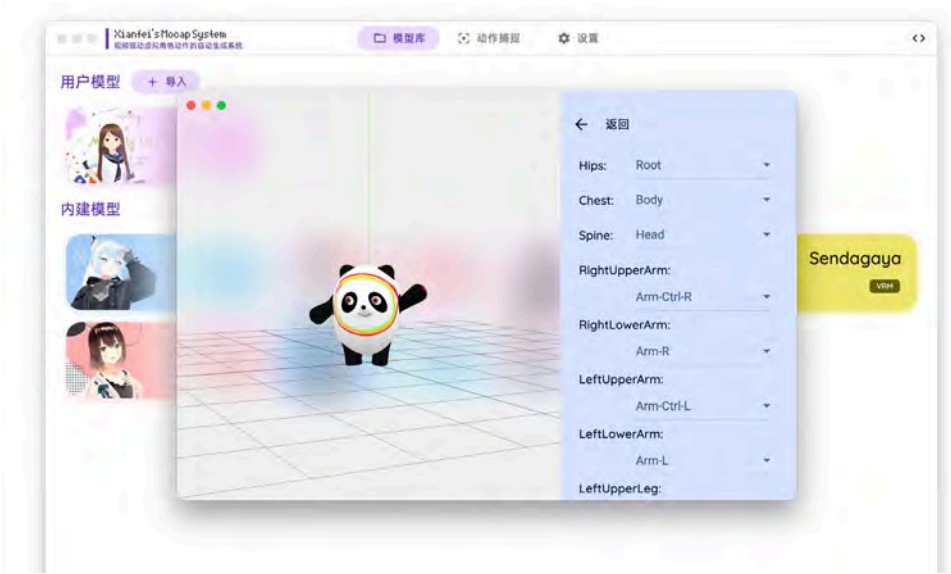 Xianfei's Mocap System
视频驱动虚拟角色动作的自动生成系统
模型库
动作捕捉
设置
<>
用户模型
+ 导入
返回
Hips: Root
Chest: Body
Spine: Head
RightUpperArm:
Arm-Ctrl-R
RightLowerArm:
Arm-R
LeftUpperArm:
Arm-Ctrl-L
LeftLowerArm:
Arm-L
LeftUpperLeg:
内建模型
Sendagaya
VRM